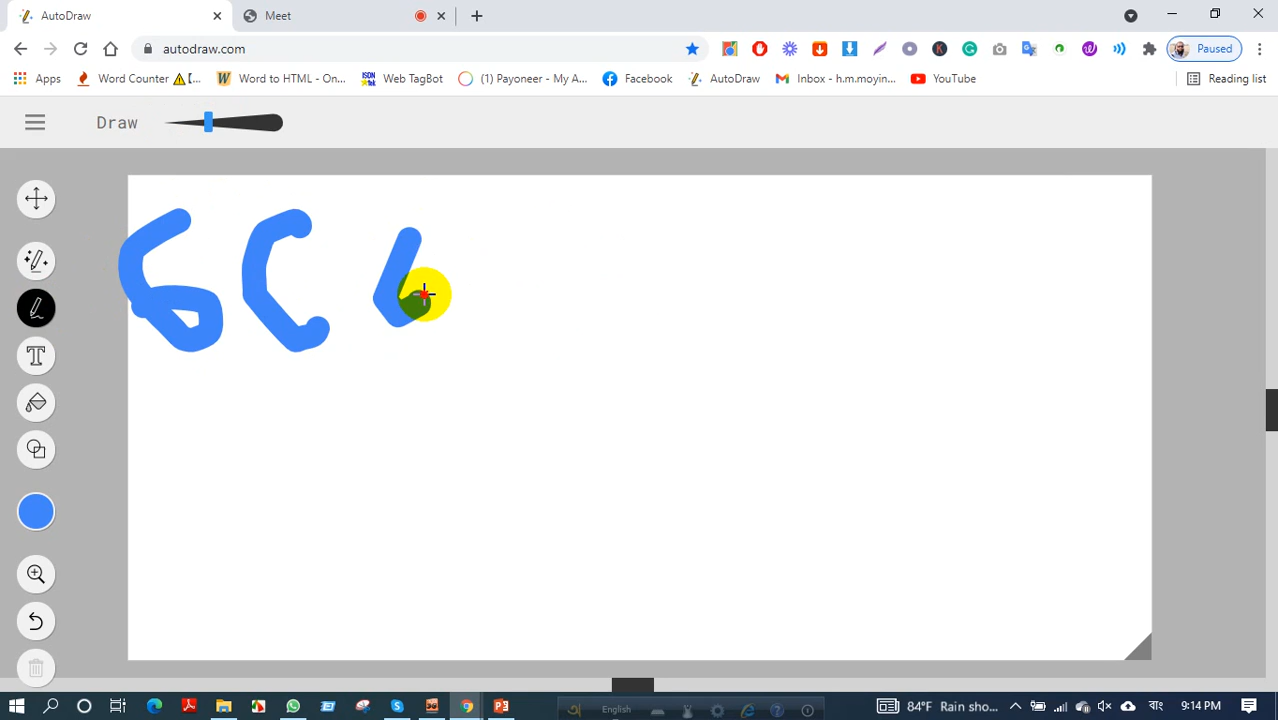 AutoDraw
Meet
autodraw.com
Paused
Apps
Word Counter ⚠ [...
Word to HTML - On...
Web TagBot
(1) Payoneer - My A...
Facebook
AutoDraw
Inbox - h.m.moyin...
YouTube
Reading list
Draw
English
84°F Rain sho...
9:14 PM